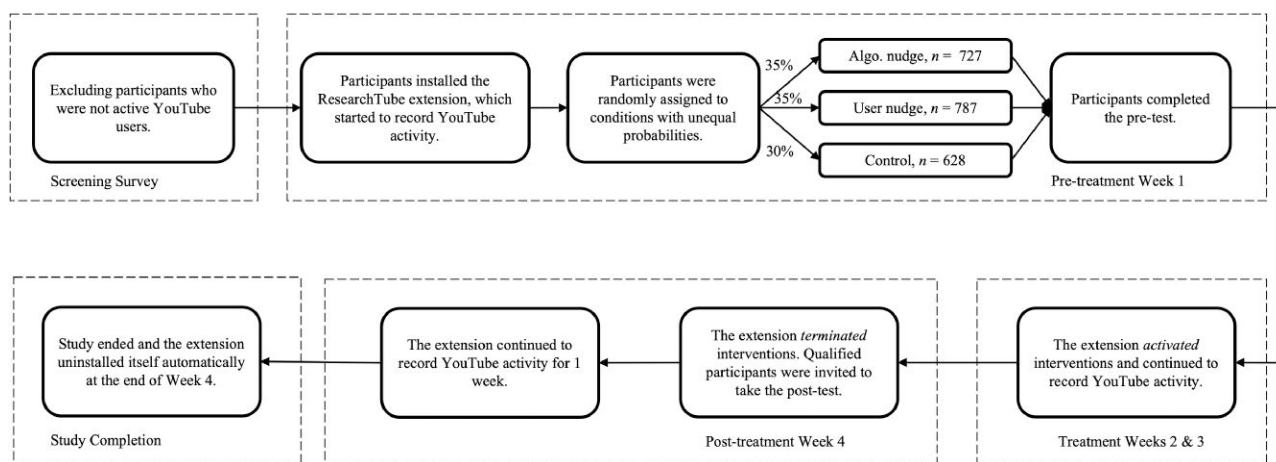 Excluding participants who
were not active YouTube
users.
Screening Survey
Participants installed the
ResearchTube extension, which
started to record YouTube
activity.
Participants were
randomly assigned to
conditions with unequal
probabilities.
35%
35%
30%
Algo. nudge, n = 727
User nudge, n = 787
Control, n = 628
Participants completed
the pre-test.
Pre-treatment Week 1
The extension activated
interventions and continued to
record YouTube activity.
Treatment Weeks 2 & 3
The extension terminated
interventions. Qualified
participants were invited to
take the post-test.
The extension continued to
record YouTube activity for 1
week.
Post-treatment Week 4
Study ended and the extension
uninstalled itself automatically
at the end of Week 4.
Study Completion